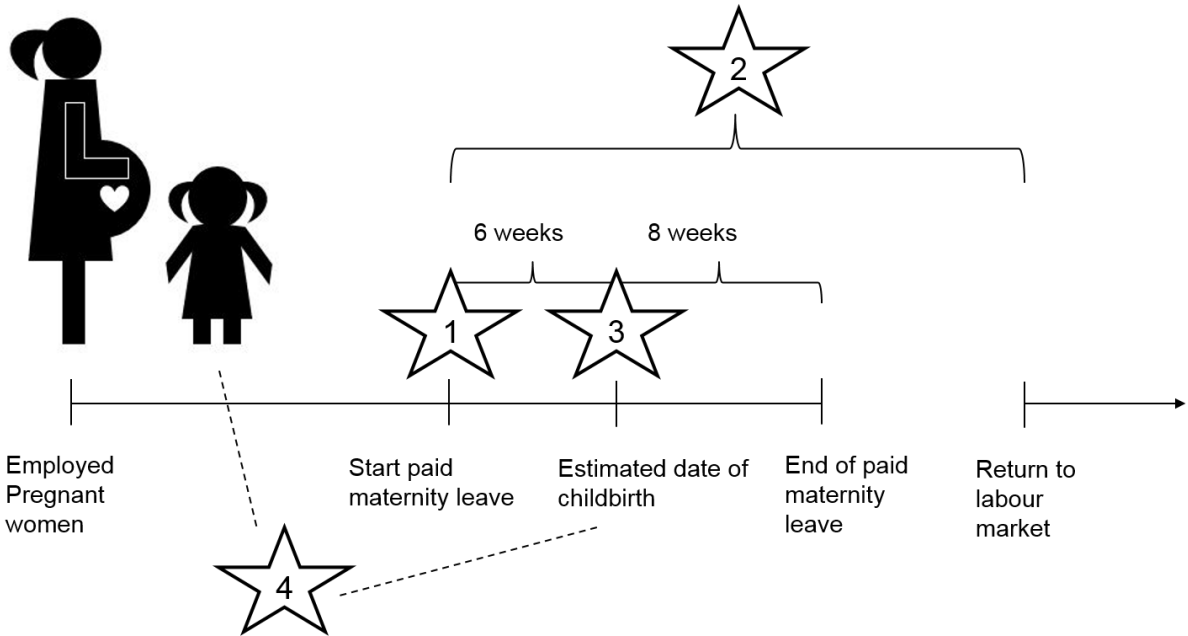 2
6 weeks
8 weeks
1
3
Employed
Pregnant
women
Start paid
maternity leave
Estimated date of
childbirth
End of paid
maternity
leave
Return to
labour
market
4